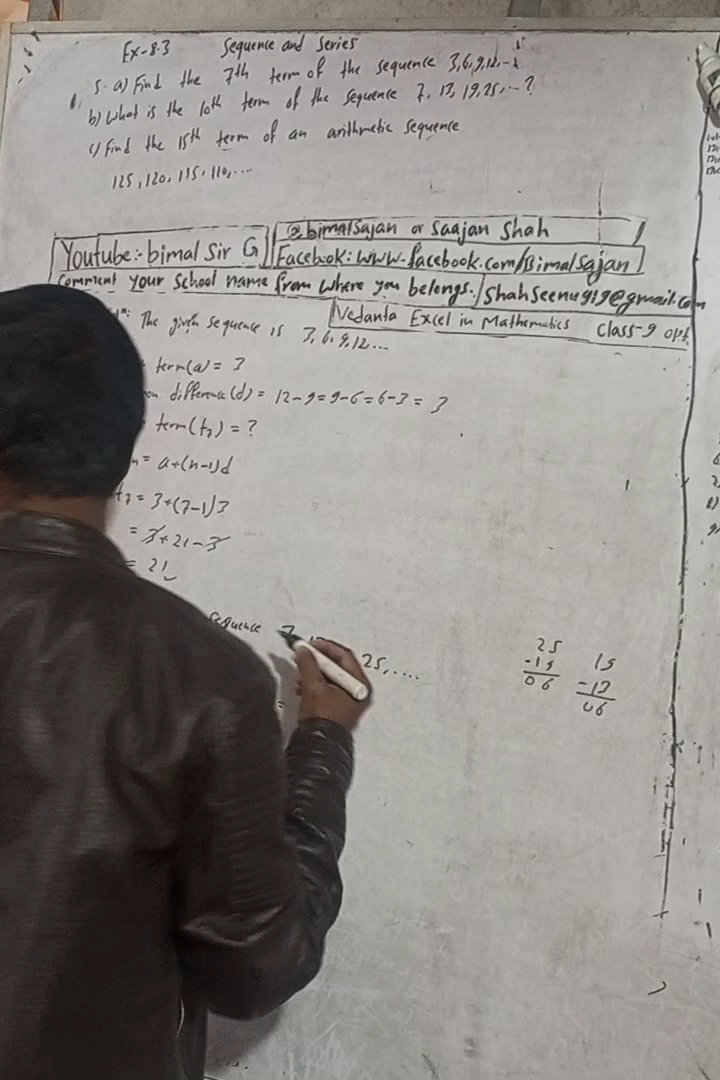 Ex-8.3 Sequence and Series
5. a) Find the 7th term of the sequence 3,6,9,12,...
b) What is the 10th term of the sequence 7, 13, 19, 25, ... ?
c) Find the 15th term of an arithmetic sequence
125, 120, 115, 110, ...
@bimalsajan or Saajan Shah
Youtube:- bimal Sir G
Facebook: www.facebook.com/Bimalsajan
Comment your School name from where you belongs. / Shahseenu919@gmail.com
Vedanta Excel in Mathematics Class-9 opt.
The given sequence is 3, 6, 9, 12 ...
term(a) = 3
difference (d) = 12-9 = 9-6 = 6-3 = 3
term(t7) = ?
= a+(n-1)d
t7 = 3+(7-1)3
= 3+21-3
= 21
sequence 7, 25, ....
25 19
-19 -13
06 06